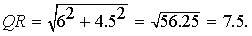 QR = √(6² + 4.5²) = √56.25 = 7.5.